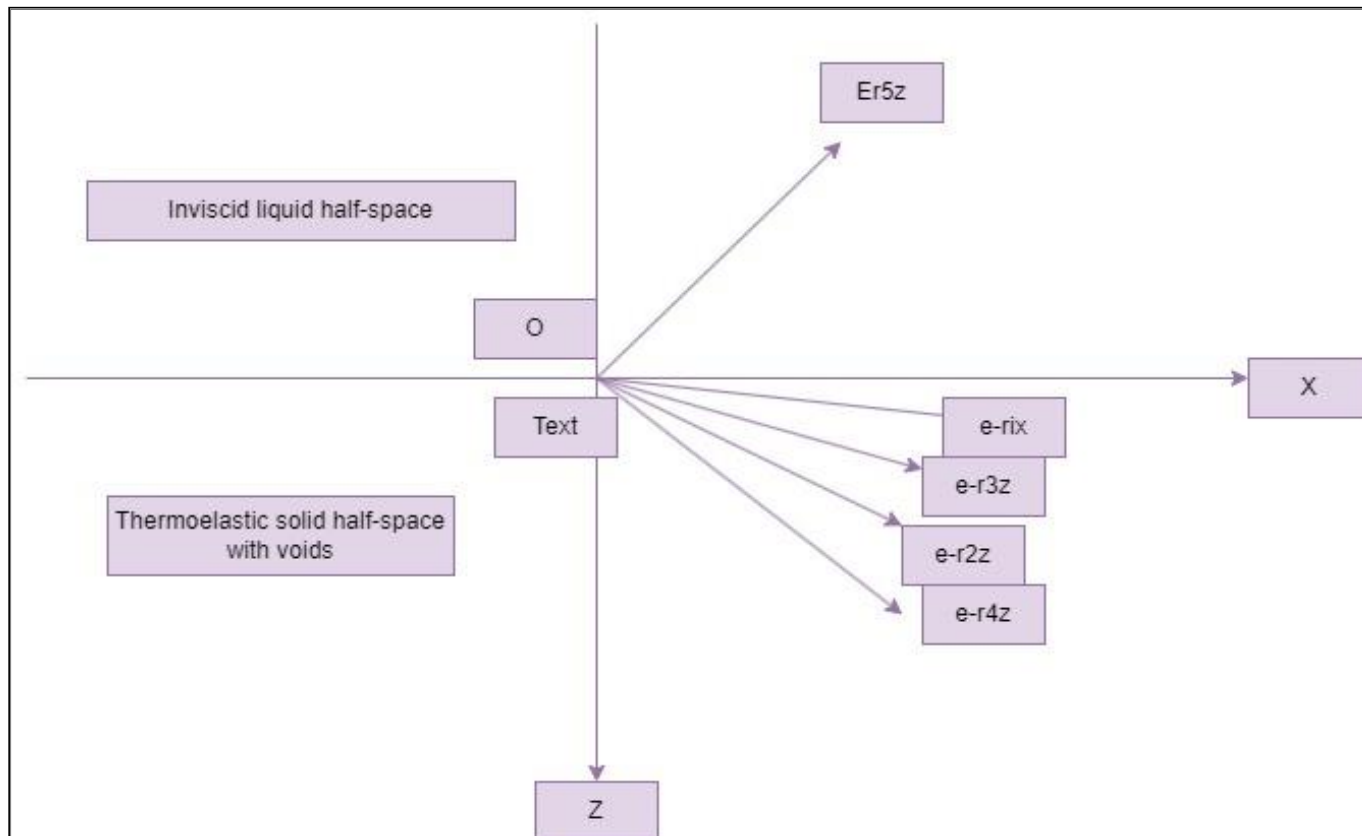 Er5z
Inviscid liquid half-space
O
X
Text
e-rix
e-r3z
Thermoelastic solid half-space
with voids
e-r2z
e-r4z
Z